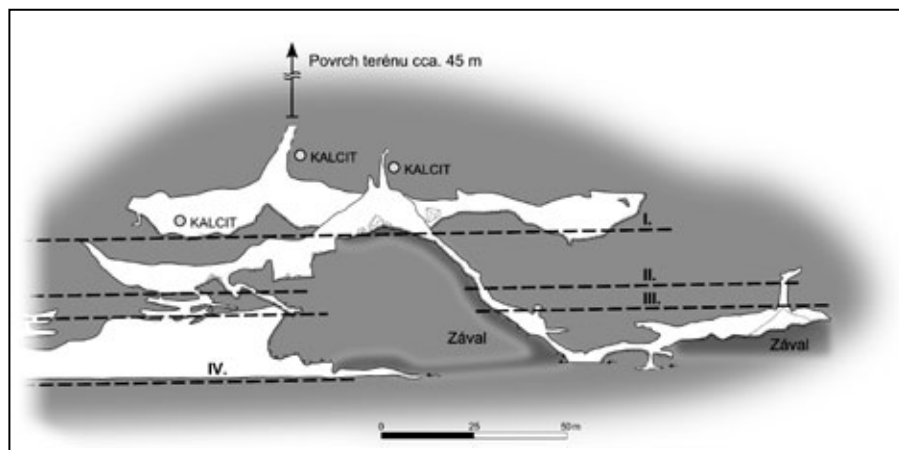 Povrch terénu cca. 45 m
KALCIT
KALCIT
KALCIT
I.
II.
III.
Zával
Zával
IV.
0 25 50 m